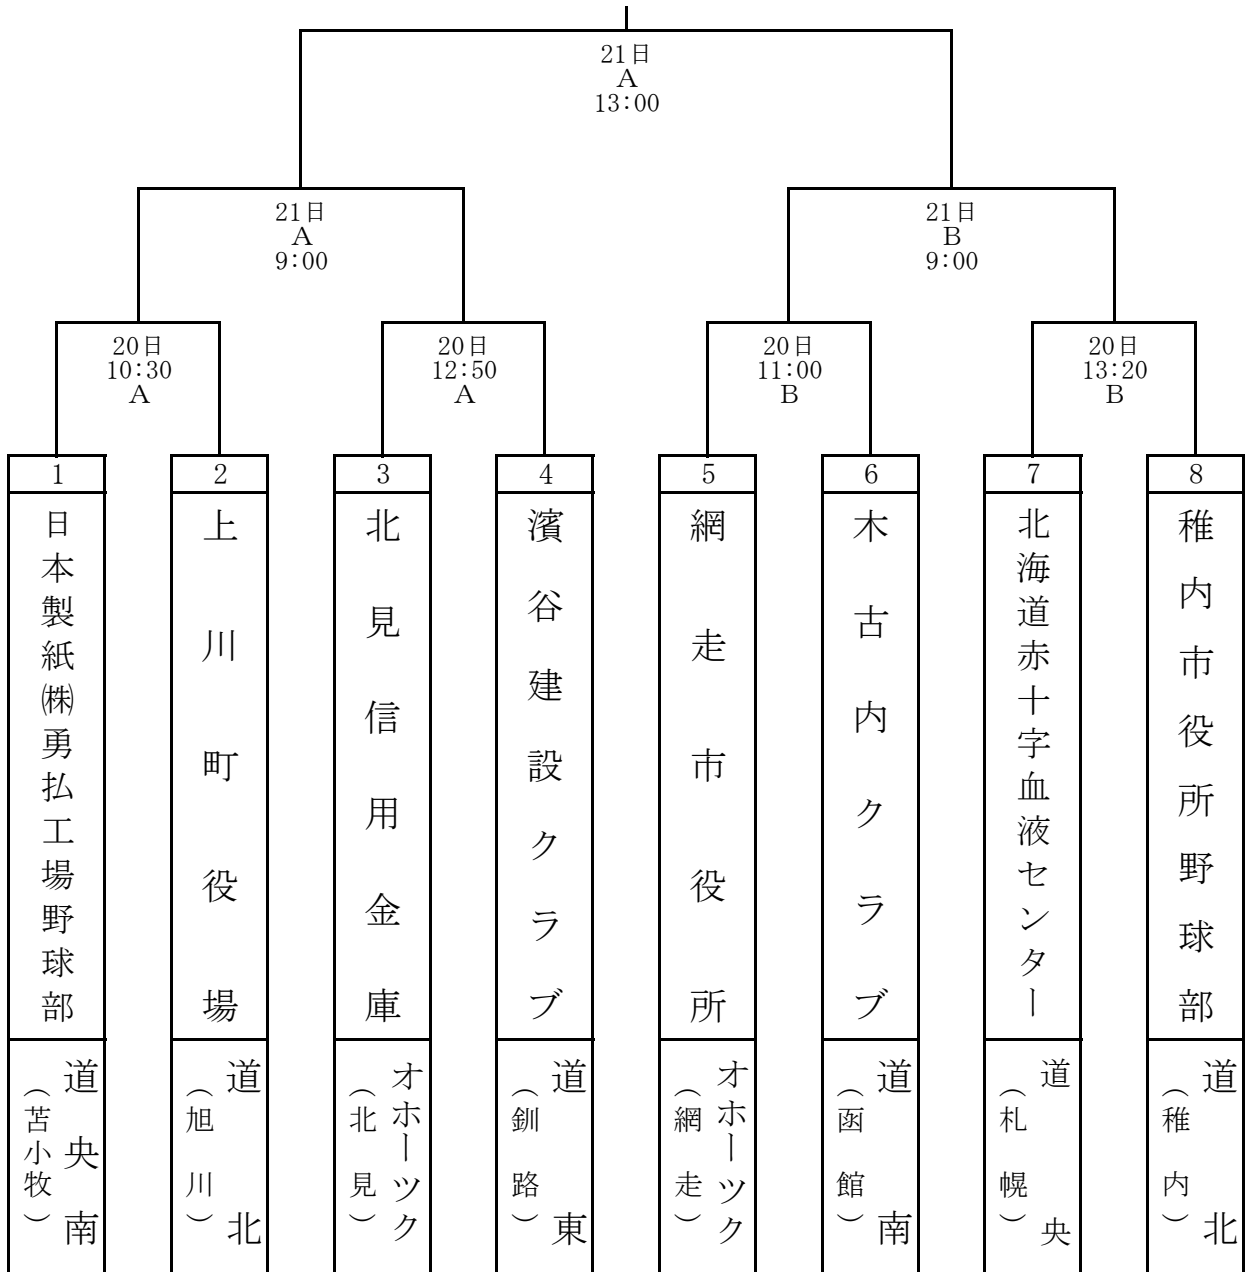 21日
A
13:00
21日
A
9:00
21日
B
9:00
20日
10:30
A
20日
12:50
A
20日
11:00
B
20日
13:20
B
1
日本製紙㈱勇払工場野球部
道央南
（苫小牧）
2
上川町役場
道北
（旭川）
3
北見信用金庫
オホーツク
（北見）
4
濱谷建設クラブ
道東
（釧路）
5
網走市役所
オホーツク
（網走）
6
木古内クラブ
道南
（函館）
7
北海道赤十字血液センター
道央
（札幌）
8
稚内市役所野球部
道北
（稚内）